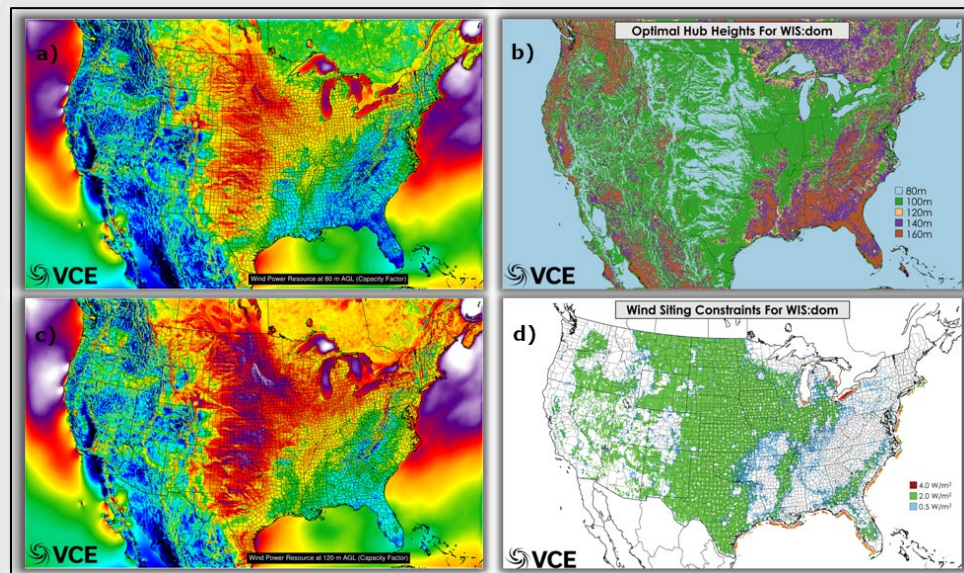 a)
VCE
Wind Power Resource at 80 m AGL (Capacity Factor)
b)
Optimal Hub Heights For WIS:dom
80m
100m
120m
140m
160m
VCE
c)
VCE
Wind Power Resource at 120 m AGL (Capacity Factor)
d)
Wind Siting Constraints For WIS:dom
4.0 W/m²
2.0 W/m²
0.5 W/m²
VCE